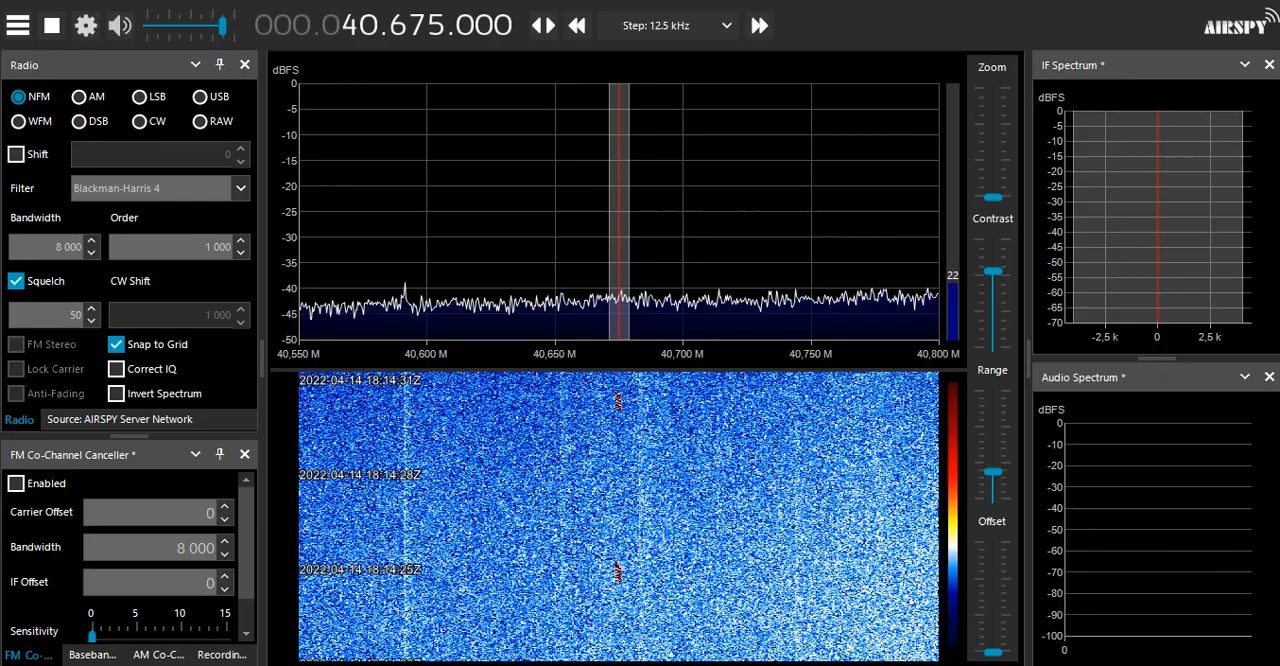 000.040.675.000
Step: 12.5 kHz
AIRSPY
Radio
NFM AM LSB USB
WFM DSB CW RAW
Shift 0
Filter Blackman-Harris 4
Bandwidth Order
8 000 1 000
Squelch CW Shift
50 1 000
FM Stereo Snap to Grid
Lock Carrier Correct IQ
Anti-Fading Invert Spectrum
Radio Source: AIRSPY Server Network
FM Co-Channel Canceller *
Enabled
Carrier Offset 0
Bandwidth 8 000
IF Offset 0
0 5 10 15
Sensitivity
FM Co-... Baseban... AM Co-C... Recordin...
dBFS
0
-5
-10
-15
-20
-25
-30
-35
-40
-45
-50
40,550 M 40,600 M 40,650 M 40,700 M 40,750 M 40,800 M
22
2022-04-14 18:14:31Z
2022-04-14 18:14:28Z
2022-04-14 18:14:25Z
Zoom
Contrast
Range
Offset
IF Spectrum *
dBFS
0
-5
-10
-15
-20
-25
-30
-35
-40
-45
-50
-55
-60
-65
-70
-2,5 k 0 2,5 k
Audio Spectrum *
dBFS
0
-10
-20
-30
-40
-50
-60
-70
-80
-90
-100
0